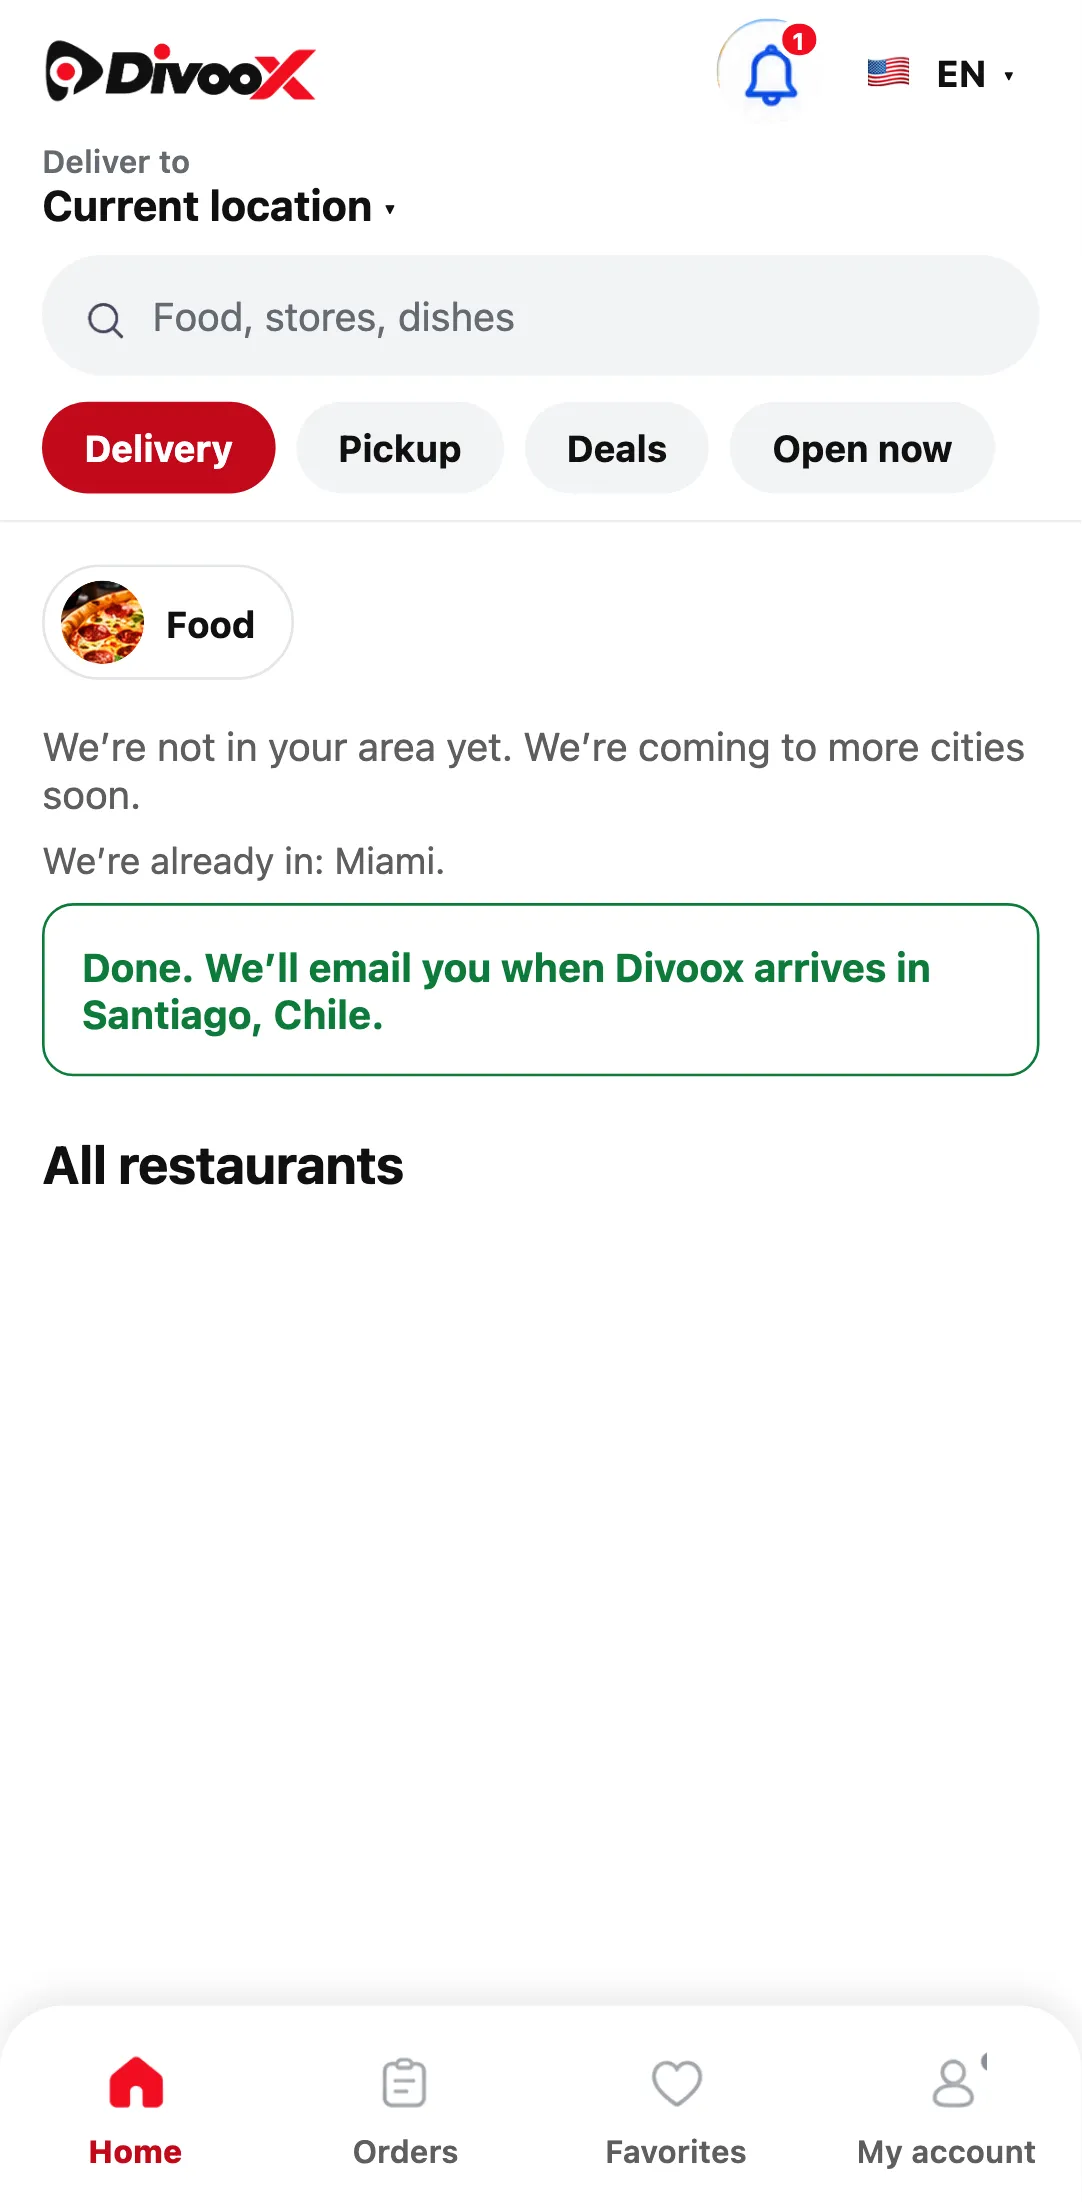 DivooX
1
EN
Deliver to
Current location
Food, stores, dishes
Delivery
Pickup
Deals
Open now
Food
We’re not in your area yet. We’re coming to more cities
soon.
We’re already in: Miami.
Done. We’ll email you when Divoox arrives in
Santiago, Chile.
All restaurants
Home
Orders
Favorites
My account